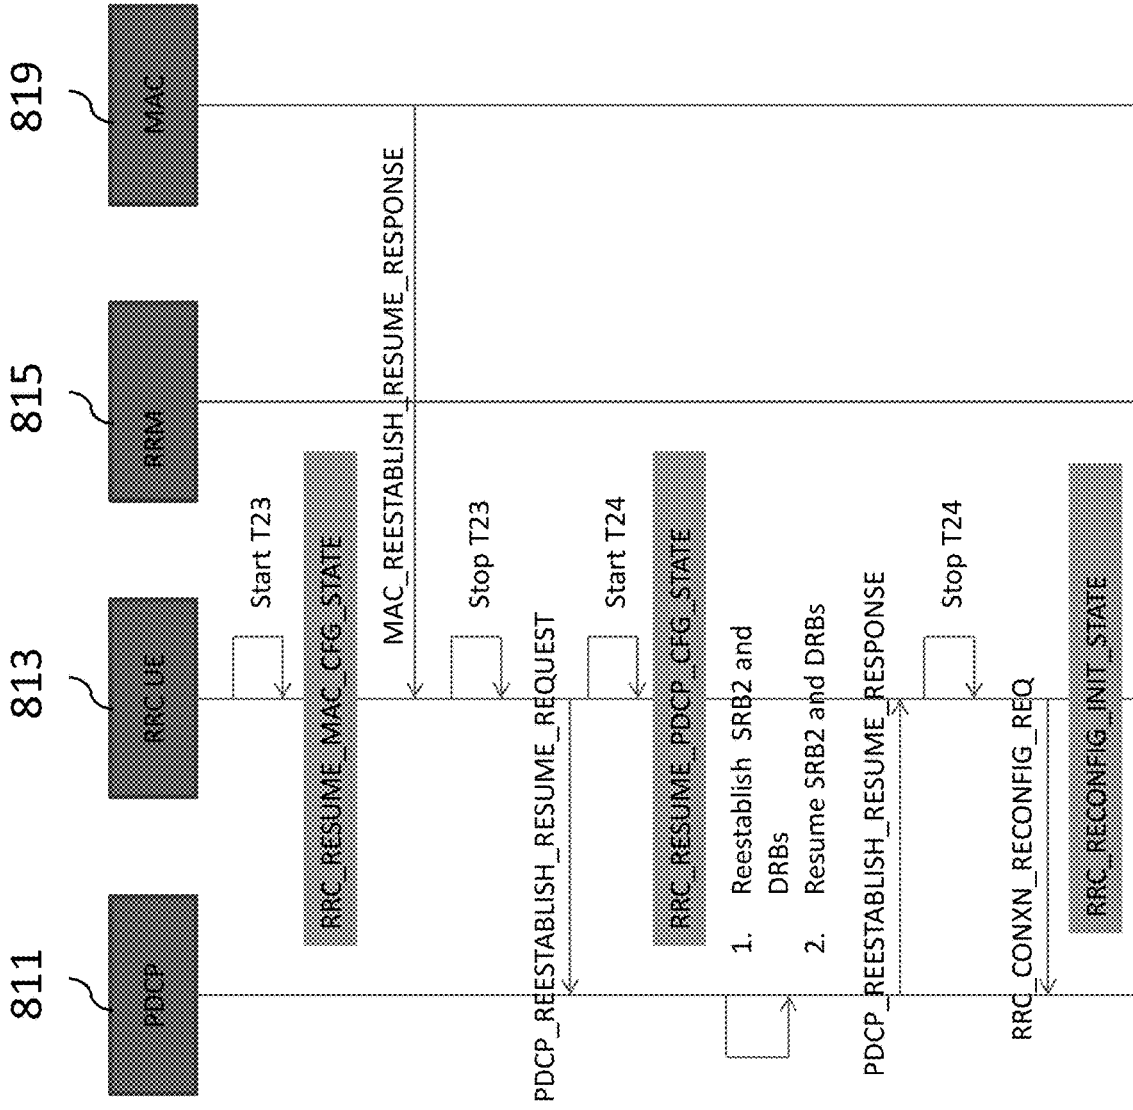 811
813
815
819
PDCP
RRC UE
RRM
MAC
Start T23
RRC_RESUME_MAC_CFG_STATE
MAC_REESTABLISH_RESUME_RESPONSE
Stop T23
PDCP_REESTABLISH_RESUME_REQUEST
Start T24
RRC_RESUME_PDCP_CFG_STATE
1. Reestablish SRB2 and
DRBs
2. Resume SRB2 and DRBs
PDCP_REESTABLISH_RESUME_RESPONSE
Stop T24
RRC_CONXN_RECONFIG_REQ
RRC_RECONFIG_INIT_STATE